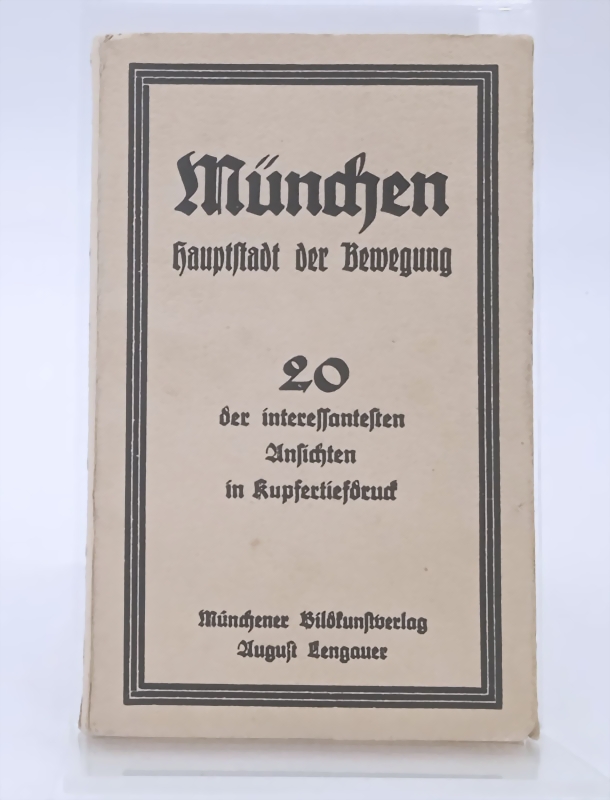 München
Hauptstadt der Bewegung
20
der interessantesten
Ansichten
in Kupfertiefdruck
Münchener Bildkunstverlag
August Lengauer